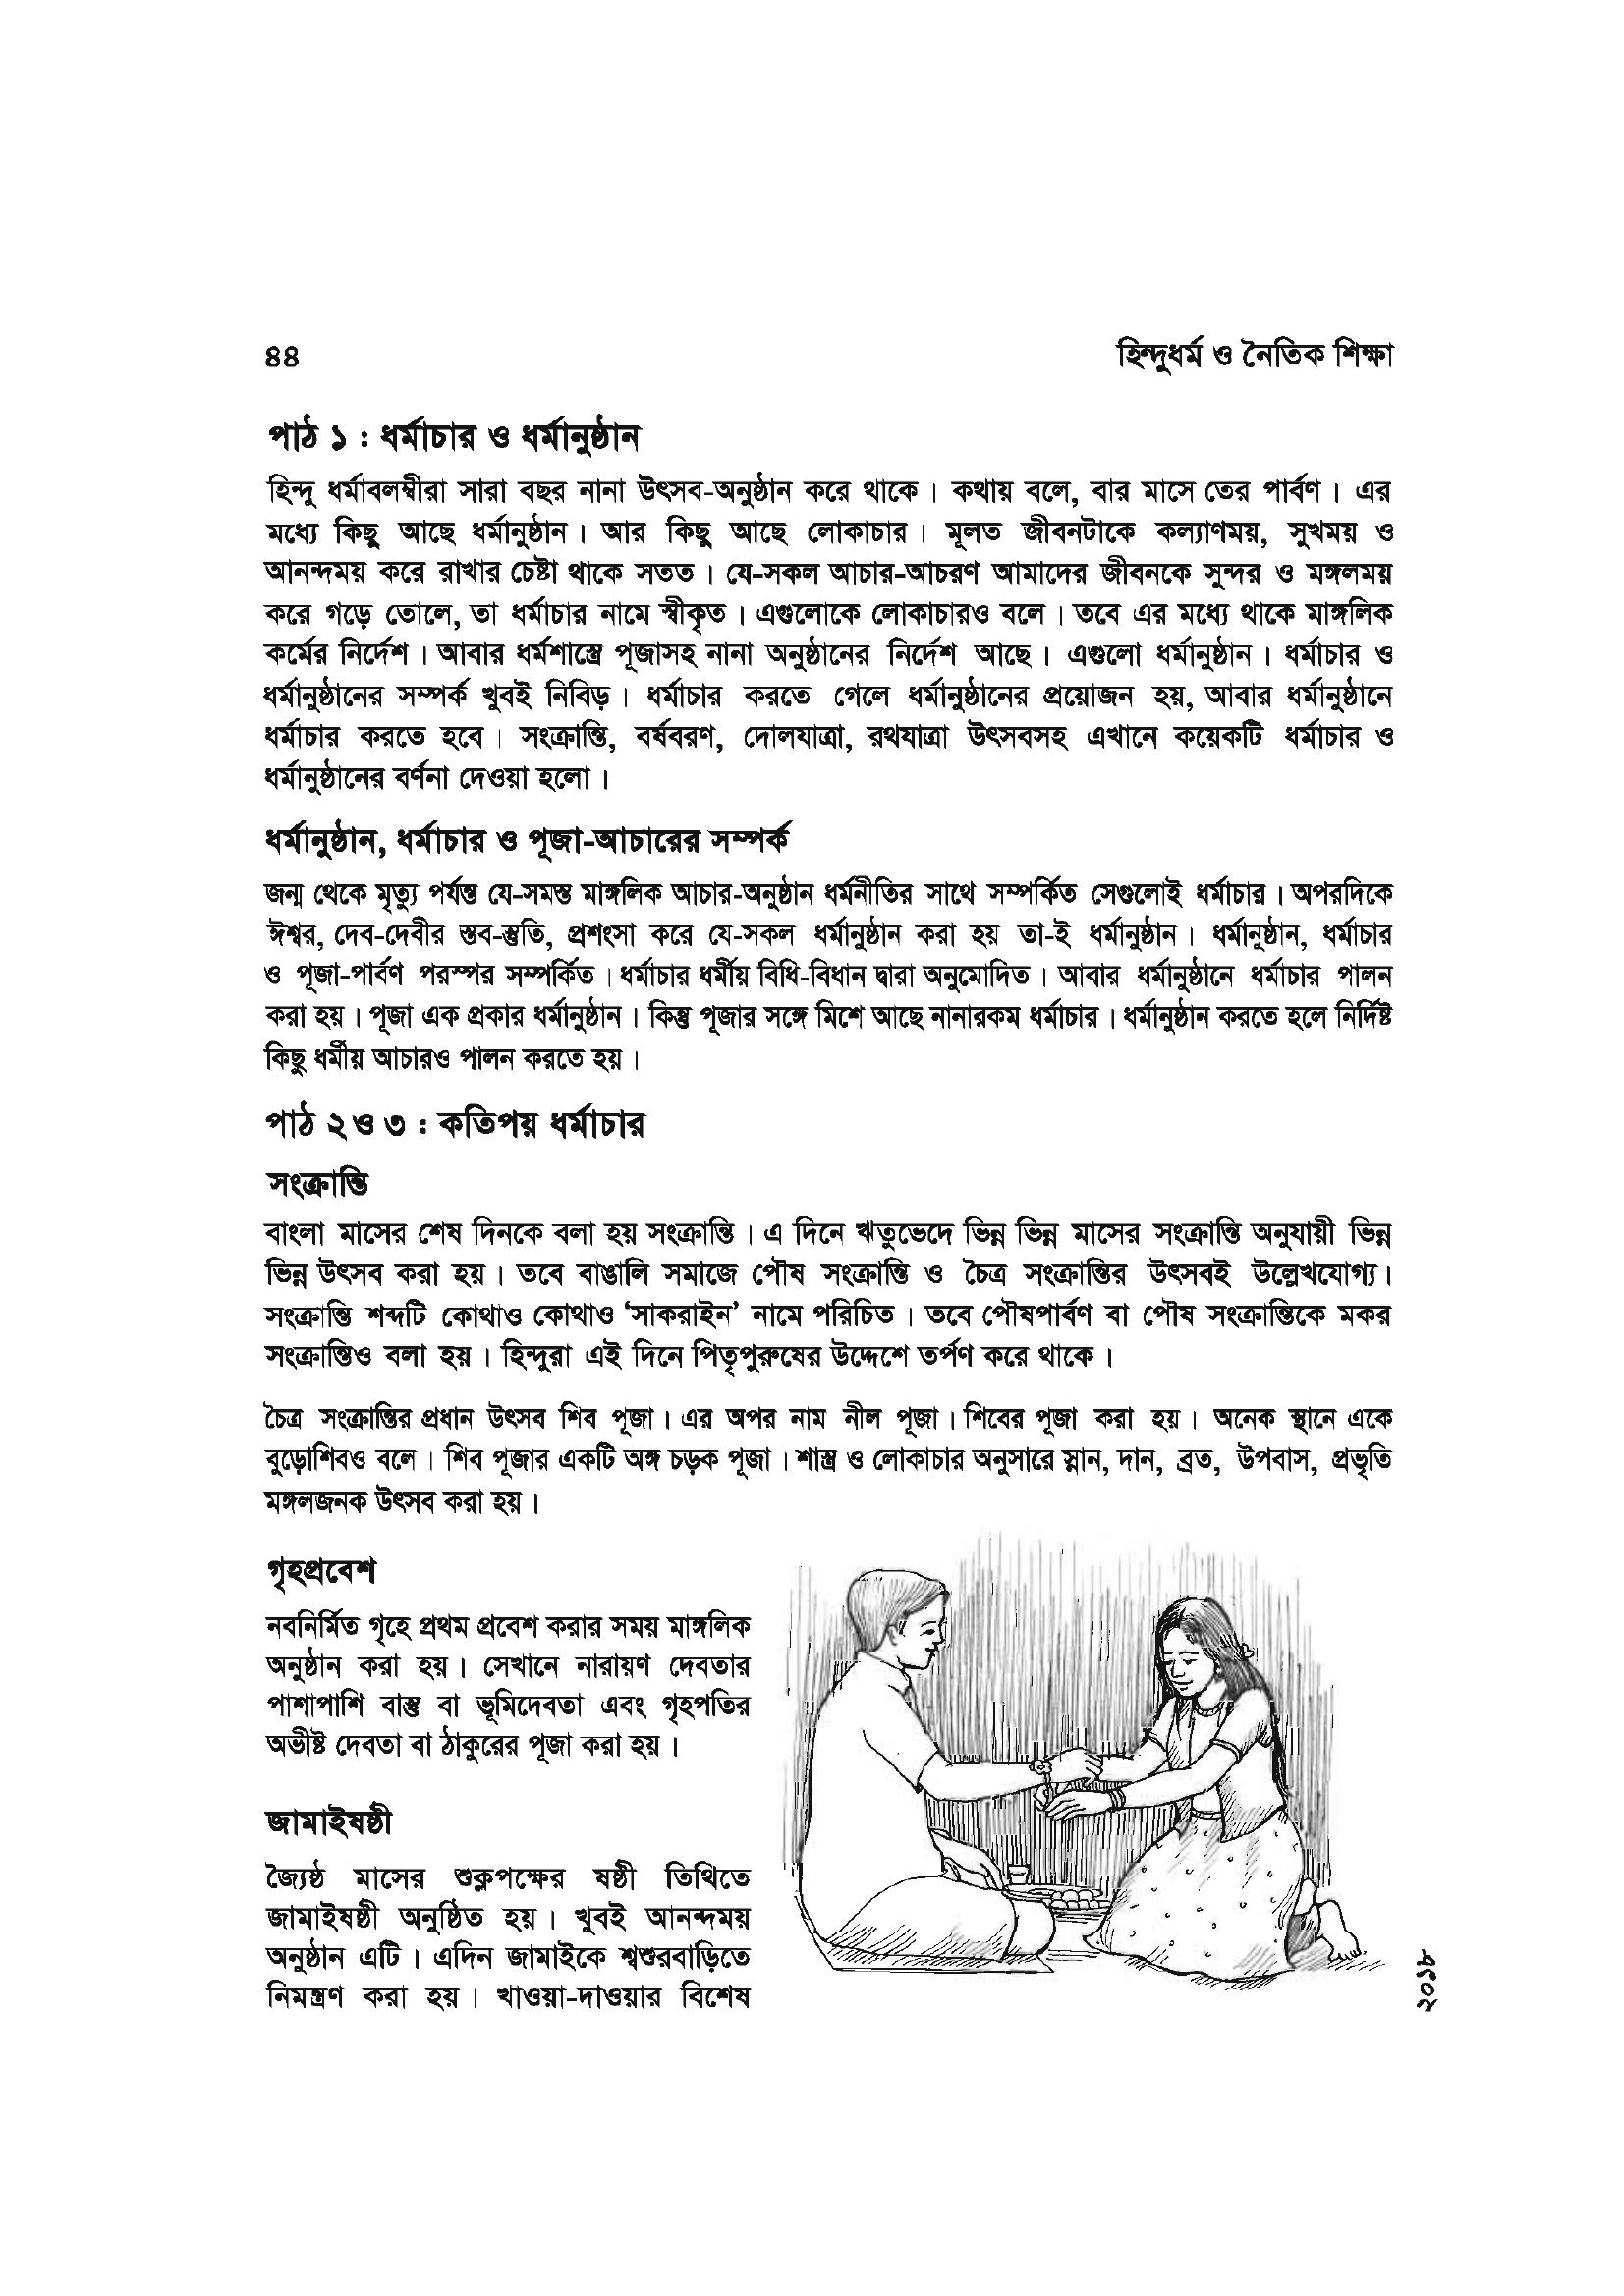 ৪৪
হিন্দুধর্ম ও নৈতিক শিক্ষা
পাঠ ১ : ধর্মাচার ও ধর্মানুষ্ঠান
হিন্দু ধর্মাবলম্বীরা সারা বছর নানা উৎসব-অনুষ্ঠান করে থাকে। কথায় বলে, বার মাসে তের পার্বণ। এর
মধ্যে কিছু আছে ধর্মানুষ্ঠান। আর কিছু আছে লোকাচার। মূলত জীবনটাকে কল্যাণময়, সুখময় ও
আনন্দময় করে রাখার চেষ্টা থাকে সতত। যে-সকল আচার-আচরণ আমাদের জীবনকে সুন্দর ও মঙ্গলময়
করে গড়ে তোলে, তা ধর্মাচার নামে স্বীকৃত। এগুলোকে লোকাচারও বলে। তবে এর মধ্যে থাকে মাঙ্গলিক
কর্মের নির্দেশ। আবার ধর্মশাস্ত্রে পূজাসহ নানা অনুষ্ঠানের নির্দেশ আছে। এগুলো ধর্মানুষ্ঠান। ধর্মাচার ও
ধর্মানুষ্ঠানের সম্পর্ক খুবই নিবিড়। ধর্মাচার করতে গেলে ধর্মানুষ্ঠানের প্রয়োজন হয়, আবার ধর্মানুষ্ঠানে
ধর্মাচার করতে হবে। সংক্রান্তি, বর্ষবরণ, দোলযাত্রা, রথযাত্রা উৎসবসহ এখানে কয়েকটি ধর্মাচার ও
ধর্মানুষ্ঠানের বর্ণনা দেওয়া হলো।
ধর্মানুষ্ঠান, ধর্মাচার ও পূজা-আচারের সম্পর্ক
জন্ম থেকে মৃত্যু পর্যন্ত যে-সমস্ত মাঙ্গলিক আচার-অনুষ্ঠান ধর্মনীতির সাথে সম্পর্কিত সেগুলোই ধর্মাচার। অপরদিকে
ঈশ্বর, দেব-দেবীর স্তব-স্তুতি, প্রশংসা করে যে-সকল ধর্মানুষ্ঠান করা হয় তা-ই ধর্মানুষ্ঠান। ধর্মানুষ্ঠান, ধর্মাচার
ও পূজা-পার্বণ পরস্পর সম্পর্কিত। ধর্মাচার ধর্মীয় বিধি-বিধান দ্বারা অনুমোদিত। আবার ধর্মানুষ্ঠানে ধর্মাচার পালন
করা হয়। পূজা এক প্রকার ধর্মানুষ্ঠান। কিন্তু পূজার সঙ্গে মিশে আছে নানারকম ধর্মাচার। ধর্মানুষ্ঠান করতে হলে নির্দিষ্ট
কিছু ধর্মীয় আচারও পালন করতে হয়।
পাঠ ২ও ৩ : কতিপয় ধর্মাচার
সংক্রান্তি
বাংলা মাসের শেষ দিনকে বলা হয় সংক্রান্তি। এ দিনে ঋতুভেদে ভিন্ন ভিন্ন মাসের সংক্রান্তি অনুযায়ী ভিন্ন
ভিন্ন উৎসব করা হয়। তবে বাঙালি সমাজে পৌষ সংক্রান্তি ও চৈত্র সংক্রান্তির উৎসবই উল্লেখযোগ্য।
সংক্রান্তি শব্দটি কোথাও কোথাও ‘সাকরাইন’ নামে পরিচিত। তবে পৌষপার্বণ বা পৌষ সংক্রান্তিকে মকর
সংক্রান্তিও বলা হয়। হিন্দুরা এই দিনে পিতৃপুরুষের উদ্দেশে তর্পণ করে থাকে।
চৈত্র সংক্রান্তির প্রধান উৎসব শিব পূজা। এর অপর নাম নীল পূজা। শিবের পূজা করা হয়। অনেক স্থানে একে
বুড়োশিবও বলে। শিব পূজার একটি অঙ্গ চড়ক পূজা। শাস্ত্র ও লোকাচার অনুসারে স্নান, দান, ব্রত, উপবাস, প্রভৃতি
মঙ্গলজনক উৎসব করা হয়।
গৃহপ্রবেশ
নবনির্মিত গৃহে প্রথম প্রবেশ করার সময় মাঙ্গলিক
অনুষ্ঠান করা হয়। সেখানে নারায়ণ দেবতার
পাশাপাশি বাস্তু বা ভূমিদেবতা এবং গৃহপতির
অভীষ্ট দেবতা বা ঠাকুরের পূজা করা হয়।
জামাইষষ্ঠী
জ্যৈষ্ঠ মাসের শুক্লপক্ষের ষষ্ঠী তিথিতে
জামাইষষ্ঠী অনুষ্ঠিত হয়। খুবই আনন্দময়
অনুষ্ঠান এটি। এদিন জামাইকে শ্বশুরবাড়িতে
নিমন্ত্রণ করা হয়। খাওয়া-দাওয়ার বিশেষ
২০১৮